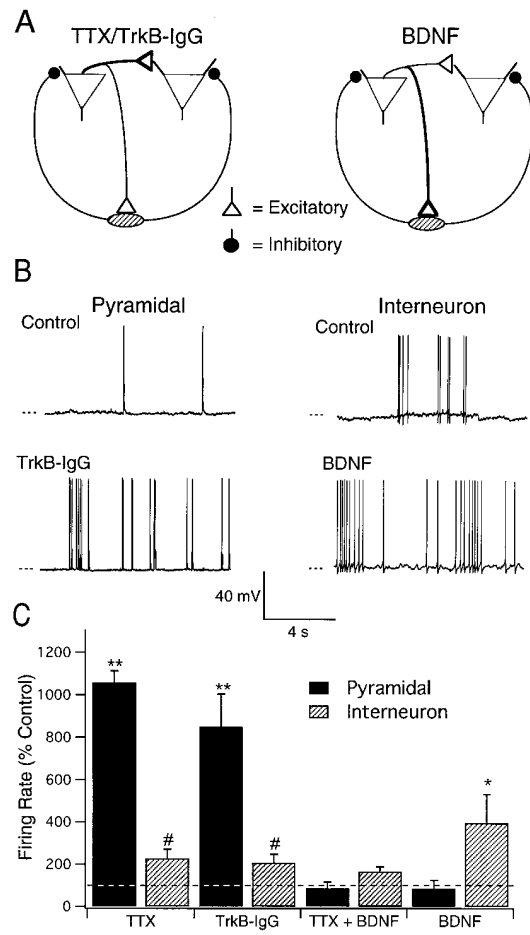 A
TTX/TrkB-IgG
BDNF
= Excitatory
= Inhibitory
B
Pyramidal
Interneuron
Control
Control
TrkB-IgG
BDNF
40 mV
4 s
C
Firing Rate (% Control)
1200
1000
800
600
400
200
0
**
#
**
#
*
Pyramidal
Interneuron
TTX
TrkB-IgG
TTX + BDNF
BDNF